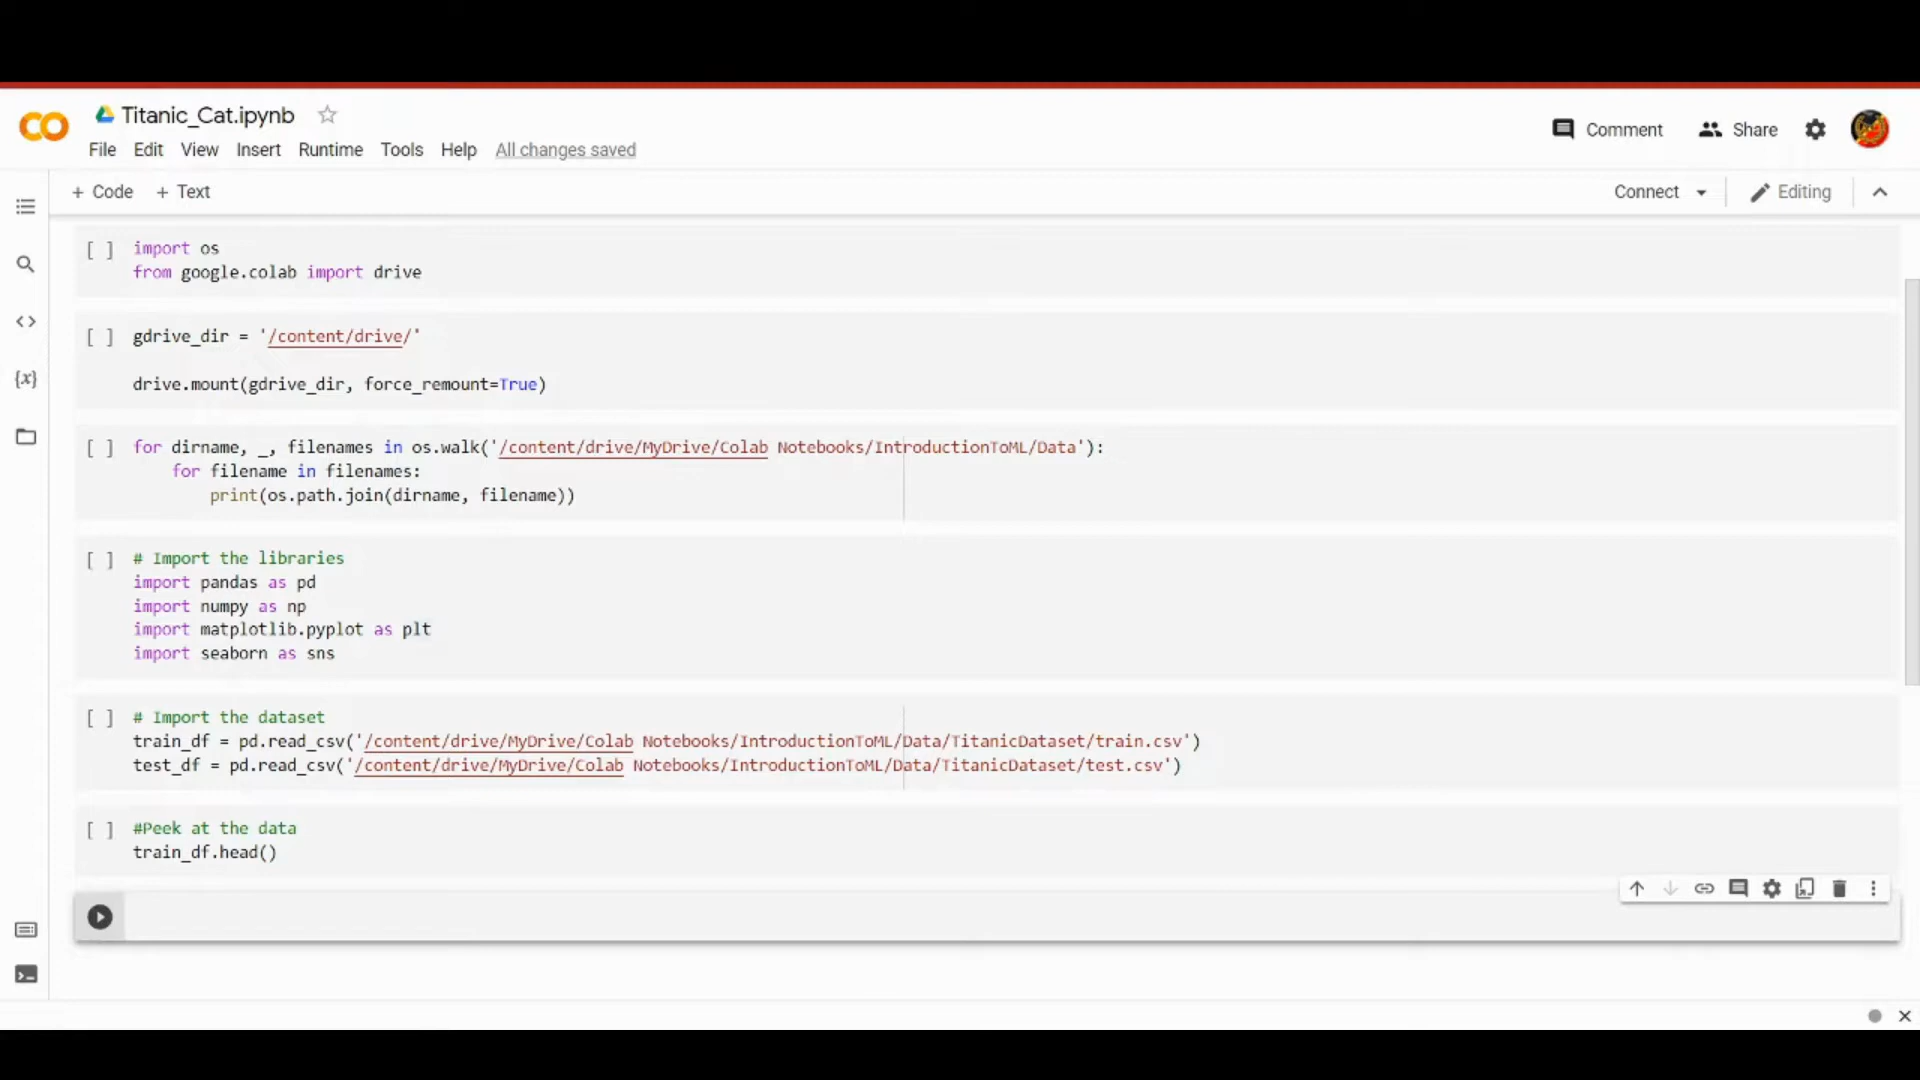 Titanic_Cat.ipynb
Comment
Share
File Edit View Insert Runtime Tools Help All changes saved
+ Code + Text
Connect
Editing
[ ] import os
from google.colab import drive
[ ] gdrive_dir = '/content/drive/'
drive.mount(gdrive_dir, force_remount=True)
[ ] for dirname, _, filenames in os.walk('/content/drive/MyDrive/Colab Notebooks/IntroductionToML/Data'):
for filename in filenames:
print(os.path.join(dirname, filename))
[ ] # Import the libraries
import pandas as pd
import numpy as np
import matplotlib.pyplot as plt
import seaborn as sns
[ ] # Import the dataset
train_df = pd.read_csv('/content/drive/MyDrive/Colab Notebooks/IntroductionToML/Data/TitanicDataset/train.csv')
test_df = pd.read_csv('/content/drive/MyDrive/Colab Notebooks/IntroductionToML/Data/TitanicDataset/test.csv')
[ ] #Peek at the data
train_df.head()